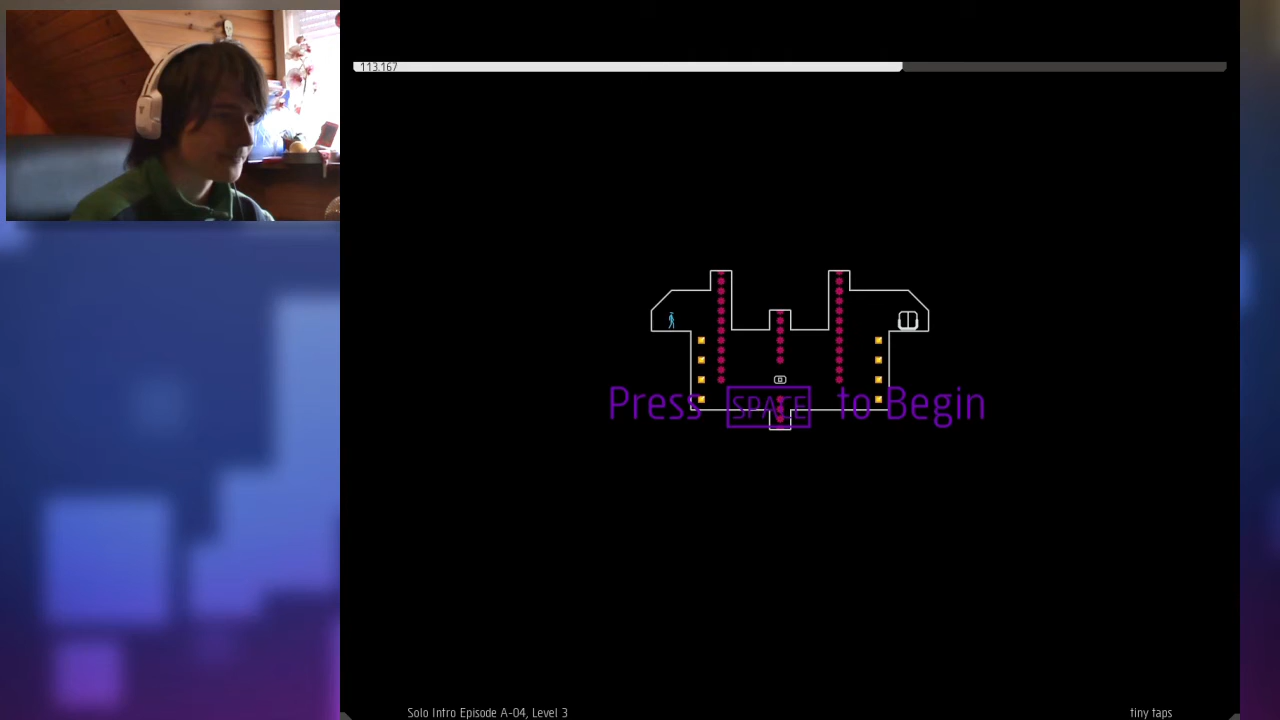 113.167
Press SPACE to Begin
Solo Intro Episode A-04, Level 3
tiny taps